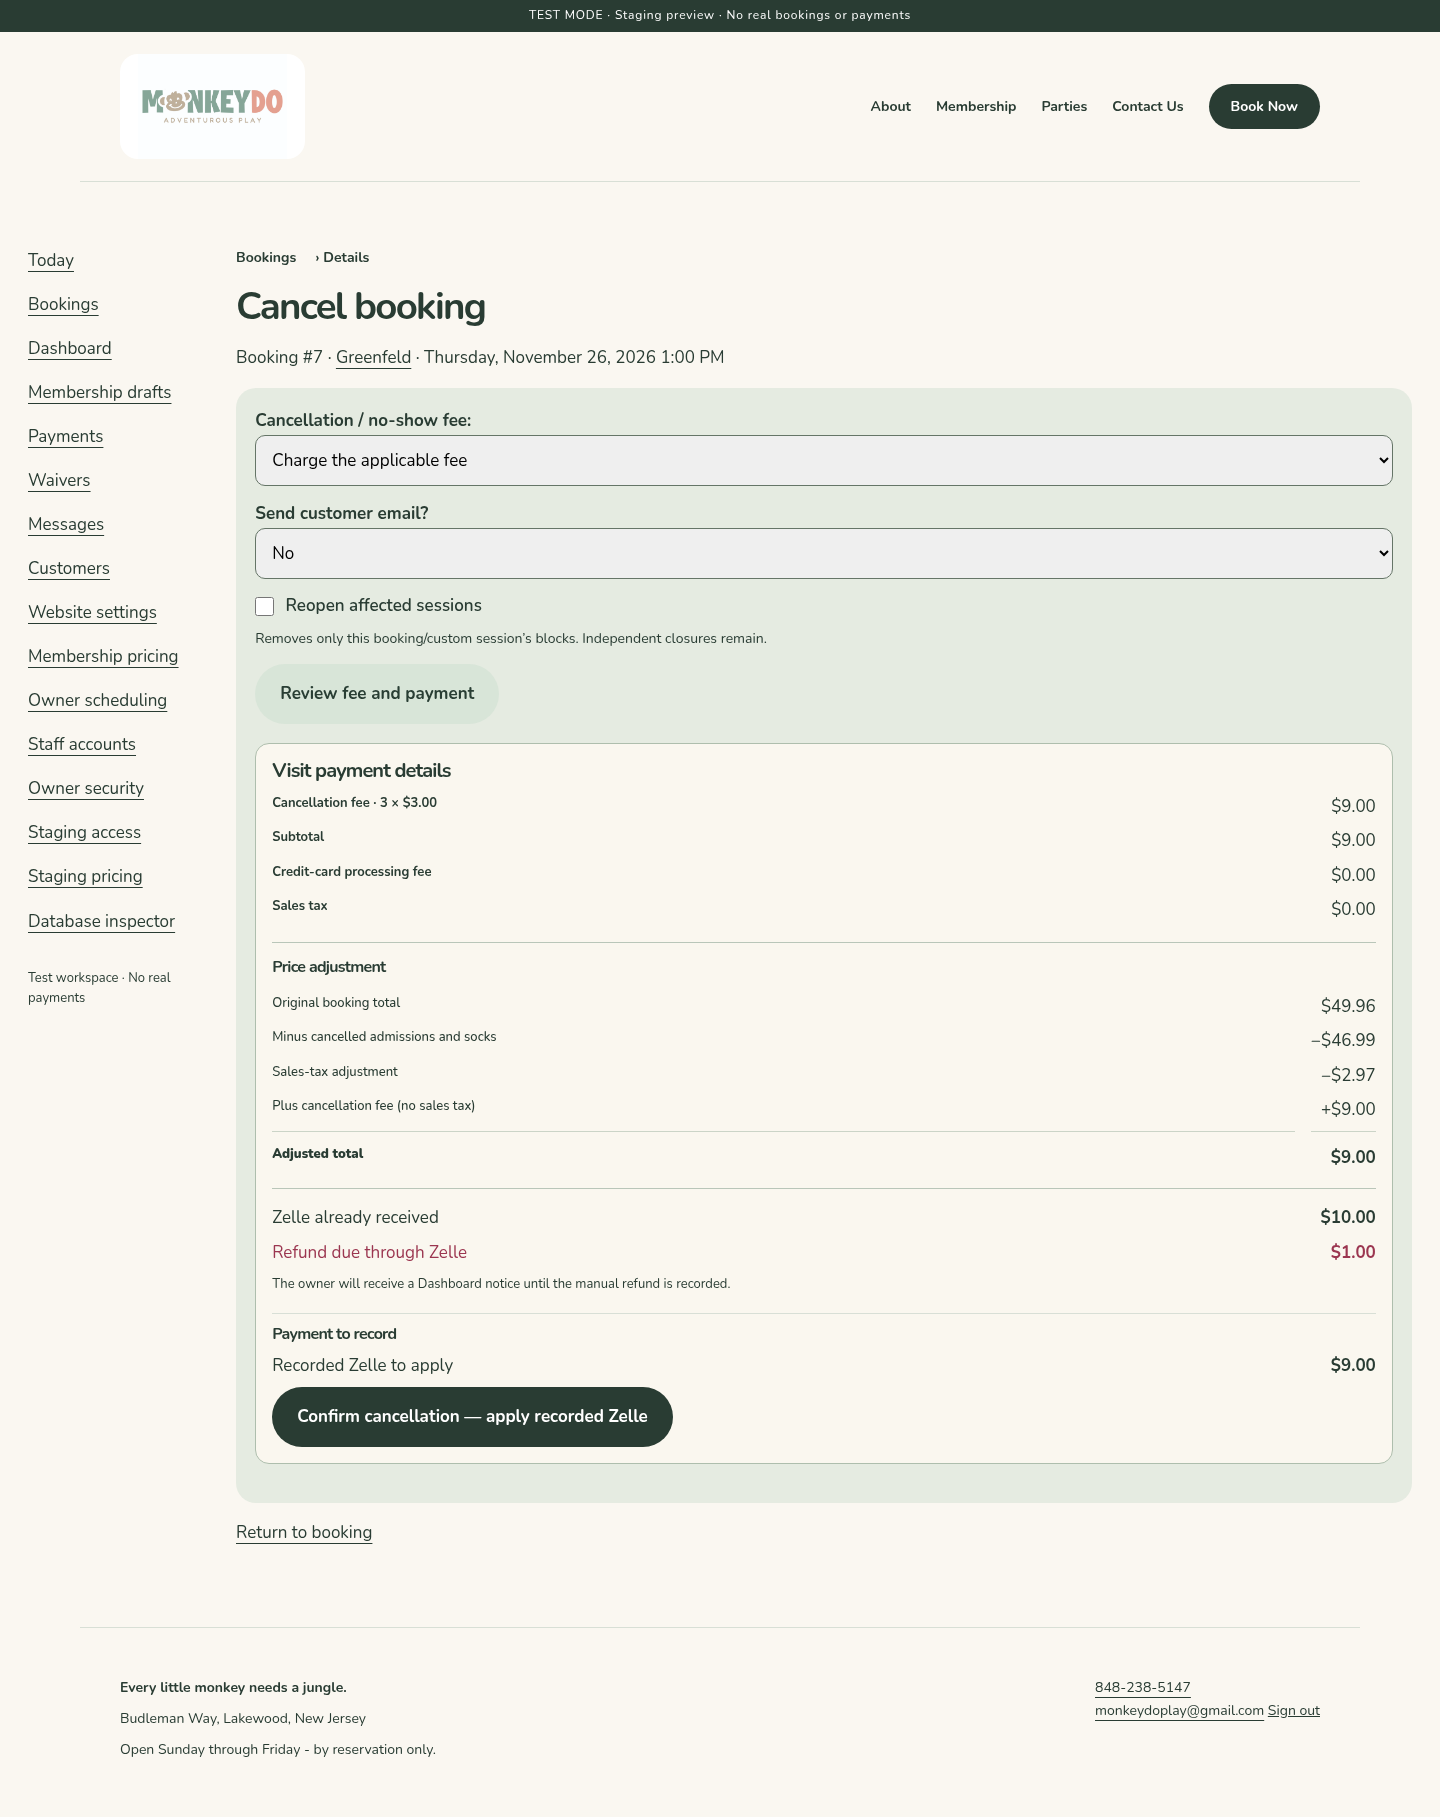 TEST MODE · Staging preview · No real bookings or payments
MONKEYDO
ADVENTUROUS PLAY
About Membership Parties Contact Us Book Now
Today
Bookings
Dashboard
Membership drafts
Payments
Waivers
Messages
Customers
Website settings
Membership pricing
Owner scheduling
Staff accounts
Owner security
Staging access
Staging pricing
Database inspector
Test workspace · No real
payments
Bookings › Details
Cancel booking
Booking #7 · Greenfeld · Thursday, November 26, 2026 1:00 PM
Cancellation / no-show fee:
Charge the applicable fee
Send customer email?
No
Reopen affected sessions
Removes only this booking/custom session’s blocks. Independent closures remain.
Review fee and payment
Visit payment details
Cancellation fee · 3 × $3.00 $9.00
Subtotal $9.00
Credit-card processing fee $0.00
Sales tax $0.00
Price adjustment
Original booking total $49.96
Minus cancelled admissions and socks −$46.99
Sales-tax adjustment −$2.97
Plus cancellation fee (no sales tax) +$9.00
Adjusted total $9.00
Zelle already received $10.00
Refund due through Zelle $1.00
The owner will receive a Dashboard notice until the manual refund is recorded.
Payment to record
Recorded Zelle to apply $9.00
Confirm cancellation — apply recorded Zelle
Return to booking
Every little monkey needs a jungle.
Budleman Way, Lakewood, New Jersey
Open Sunday through Friday - by reservation only.
848-238-5147
monkeydoplay@gmail.com Sign out